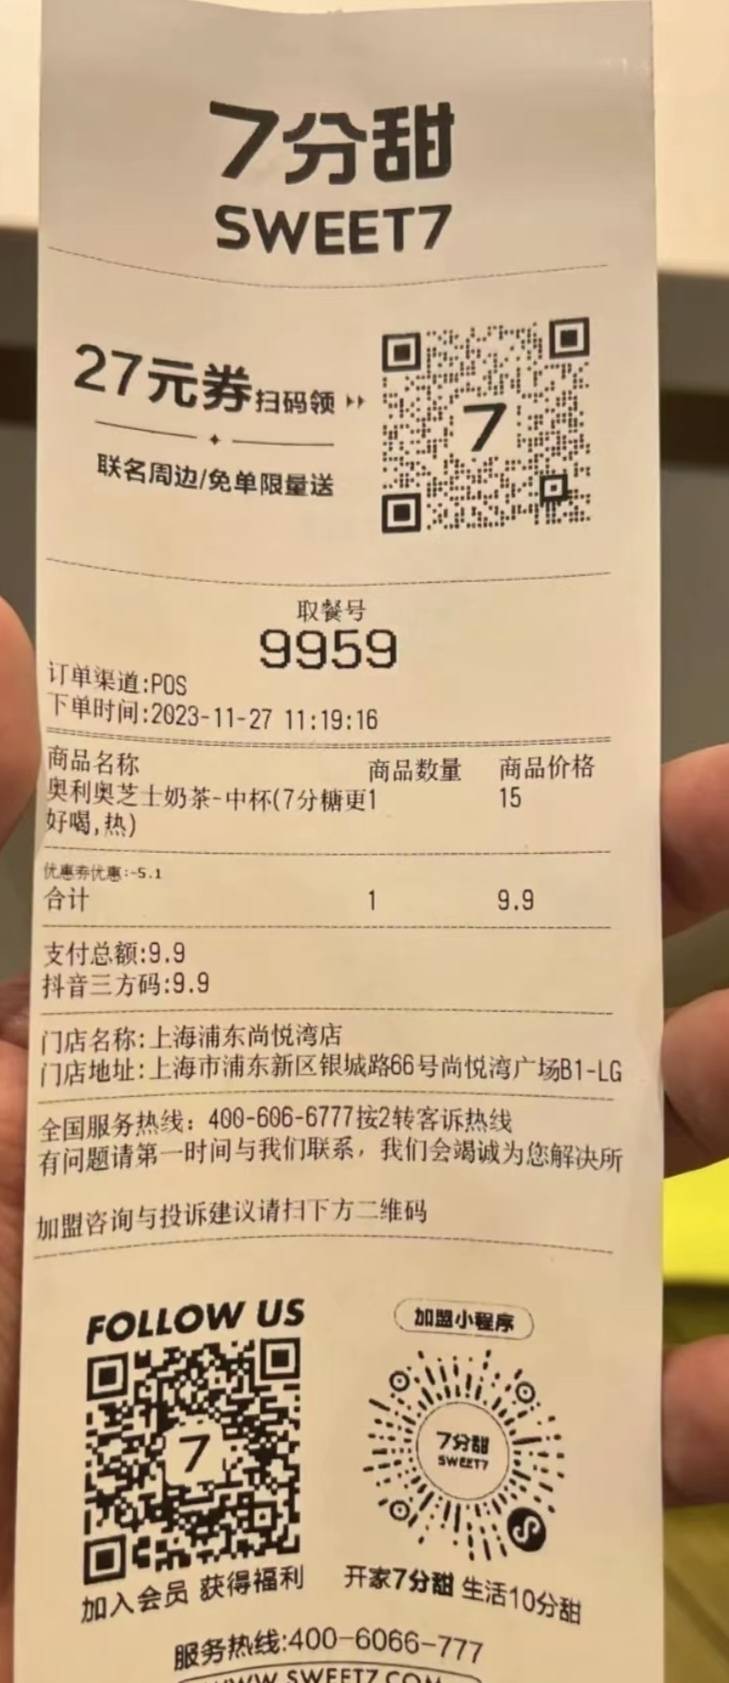 7分甜
SWEET7
27元券扫码领
联名周边/免单限量送
7
取餐号
9959
订单渠道:POS
下单时间:2023-11-27 11:19:16
商品名称 商品数量 商品价格
奥利奥芝士奶茶-中杯(7分糖更1 15
好喝,热)
优惠券优惠:-5.1
合计 1 9.9
支付总额:9.9
抖音三方码:9.9
门店名称:上海浦东尚悦湾店
门店地址:上海市浦东新区银城路66号尚悦湾广场B1-LG
全国服务热线：400-606-6777按2转客诉热线
有问题请第一时间与我们联系，我们会竭诚为您解决所
加盟咨询与投诉建议请扫下方二维码
FOLLOW US
加盟小程序
7
7分甜
SWEET7
加入会员 获得福利
开家7分甜 生活10分甜
服务热线:400-6066-777
WWW.SWEET7.COM